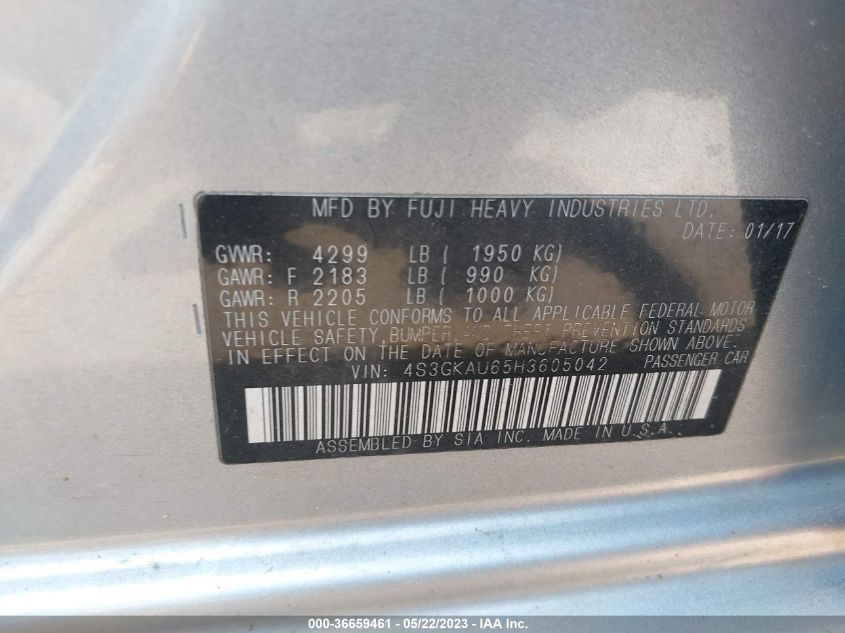 MFD BY FUJI HEAVY INDUSTRIES LTD.
DATE: 01/17
GVWR: 4299 LB ( 1950 KG)
GAWR: F 2183 LB ( 990 KG)
GAWR: R 2205 LB ( 1000 KG)
THIS VEHICLE CONFORMS TO ALL APPLICABLE FEDERAL MOTOR
VEHICLE SAFETY, BUMPER AND THEFT PREVENTION STANDARDS
IN EFFECT ON THE DATE OF MANUFACTURE SHOWN ABOVE.
VIN: 4S3GKAU65H3605042 PASSENGER CAR
ASSEMBLED BY SIA INC. MADE IN U.S.A.
000-36659461 - 05/22/2023 - © IAA